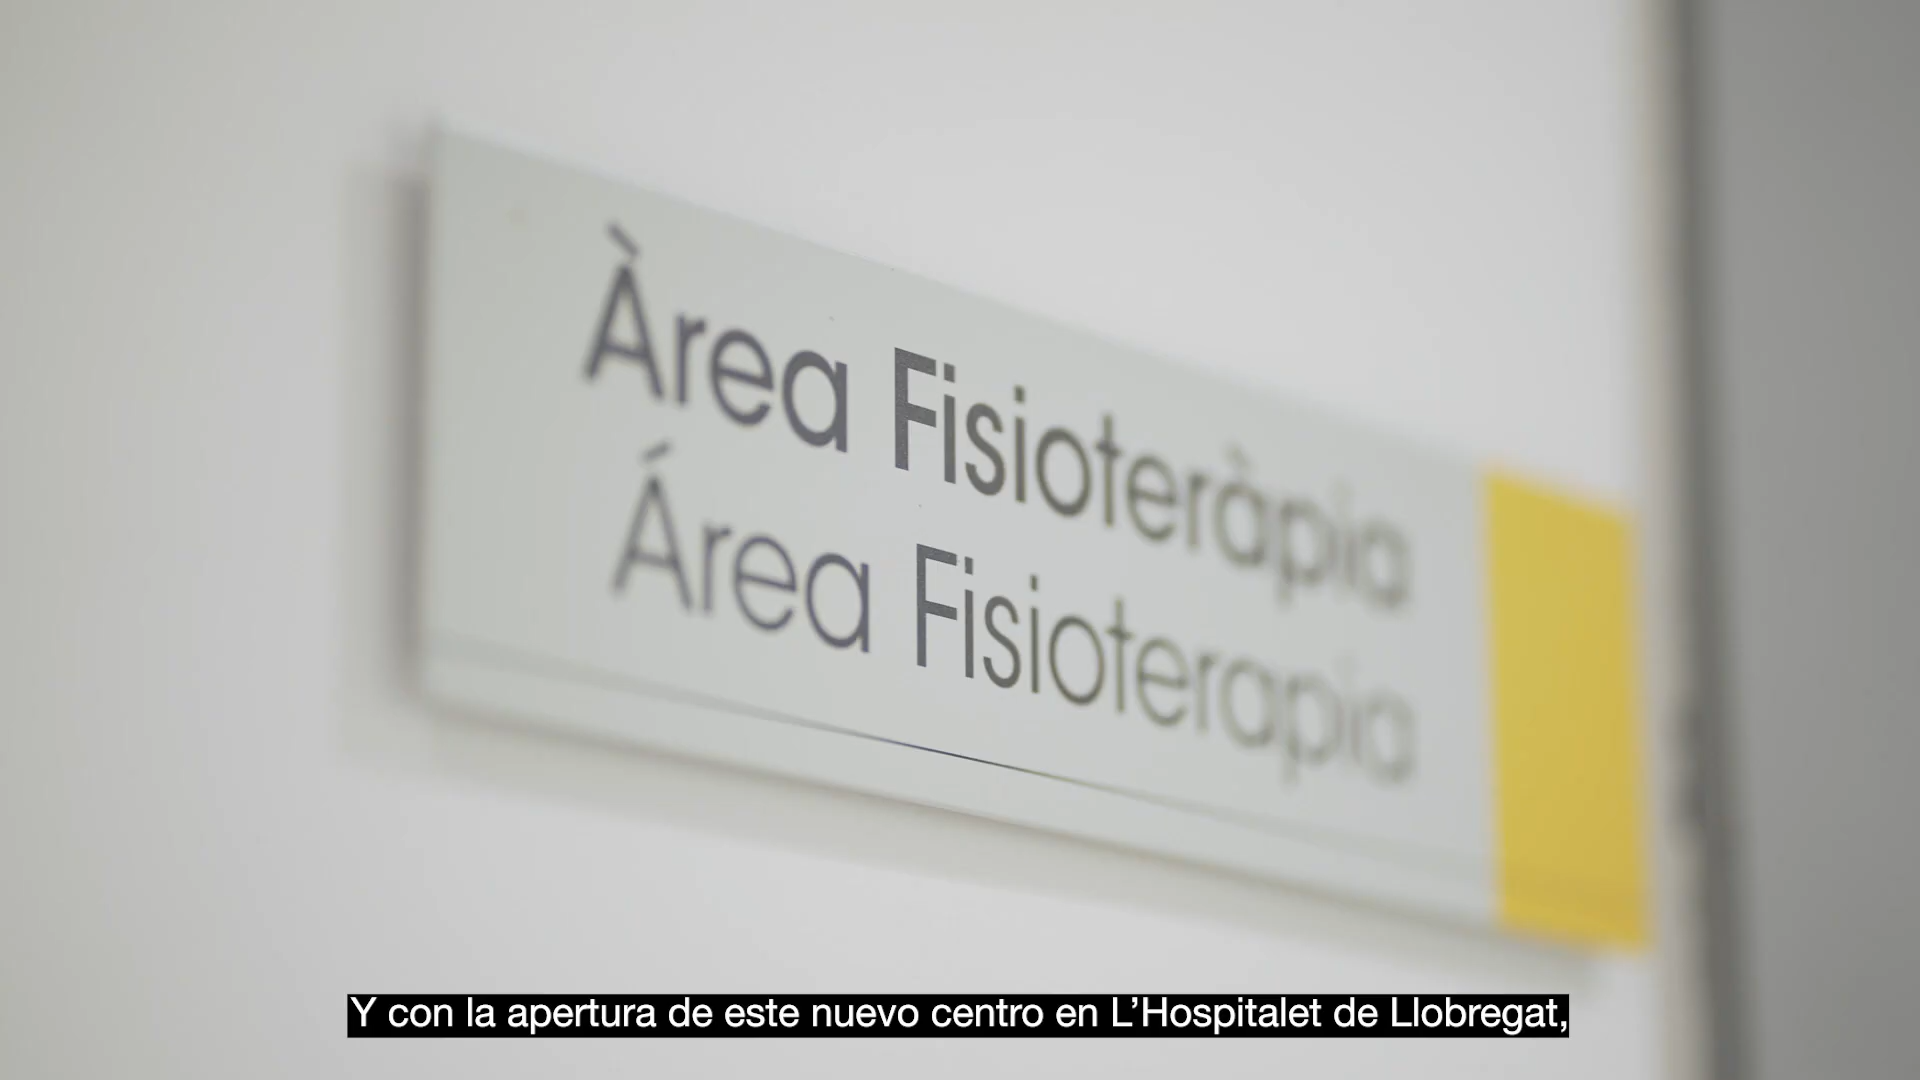 Àrea Fisioteràpia
Área Fisioterapia
Y con la apertura de este nuevo centro en L’Hospitalet de Llobregat,